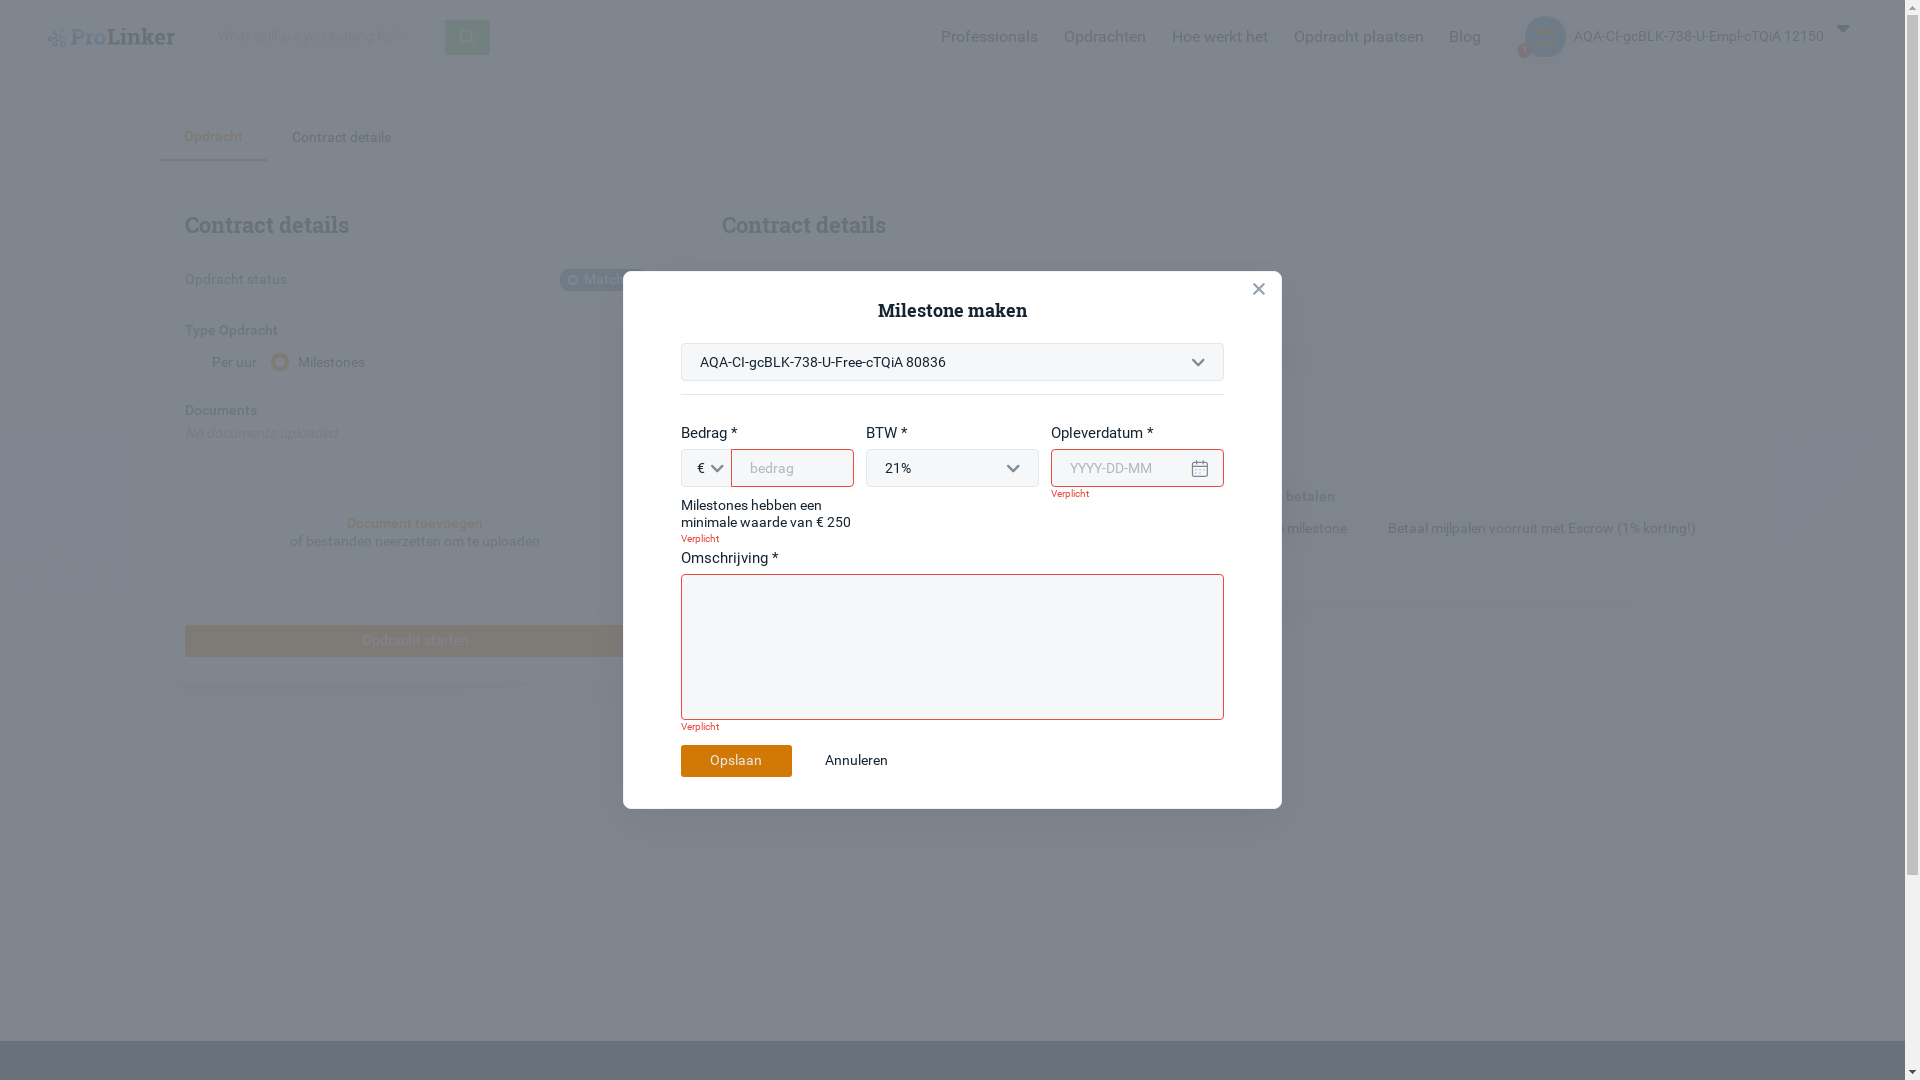 ProLinker
What skill are you looking for?
Professionals
Opdrachten
Hoe werkt het
Opdracht plaatsen
Blog
AQA-CI-gcBLK-738-U-Empl-cTQiA 12150
Opdracht
Contract details
Contract details
Contract details
Opdracht status
Match
Type Opdracht
Per uur
Milestones
Documents
No documents uploaded
Document toevoegen
of bestanden neerzetten om te uploaden
Opdracht starten
betalen
milestone
Betaal mijlpalen vooruit met Escrow (1% korting!)
Milestone maken
AQA-CI-gcBLK-738-U-Free-cTQiA 80836
Bedrag *
BTW *
Opleverdatum *
€
bedrag
21%
YYYY-DD-MM
Verplicht
Milestones hebben een
minimale waarde van € 250
Verplicht
Omschrijving *
Verplicht
Opslaan
Annuleren